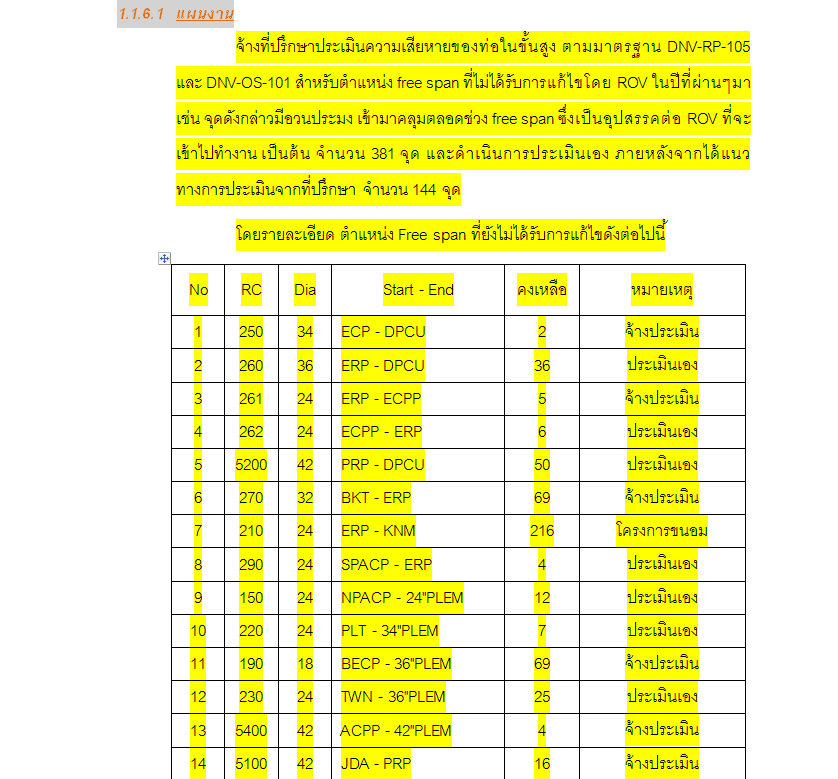 1.1.6.1 แผนงาน
จ้างที่ปรึกษาประเมินความเสียหายของท่อในขั้นสูง ตามมาตรฐาน DNV-RP-105
และ DNV-OS-101 สำหรับตำแหน่ง free span ที่ไม่ได้รับการแก้ไขโดย ROV ในปีที่ผ่านๆมา
เช่น จุดดังกล่าวมีอวนประมง เข้ามาคลุมตลอดช่วง free span ซึ่งเป็นอุปสรรคต่อ ROV ที่จะ
เข้าไปทำงาน เป็นต้น จำนวน 381 จุด และดำเนินการประเมินเอง ภายหลังจากได้แนว
ทางการประเมินจากที่ปรึกษา จำนวน 144 จุด
โดยรายละเอียด ตำแหน่ง Free span ที่ยังไม่ได้รับการแก้ไขดังต่อไปนี้
No RC Dia Start - End คงเหลือ หมายเหตุ
1 250 34 ECP - DPCU 2 จ้างประเมิน
2 260 36 ERP - DPCU 36 ประเมินเอง
3 261 24 ERP - ECPP 5 จ้างประเมิน
4 262 24 ECPP - ERP 6 ประเมินเอง
5 5200 42 PRP - DPCU 50 ประเมินเอง
6 270 32 BKT - ERP 69 จ้างประเมิน
7 210 24 ERP - KNM 216 โครงการขนอม
8 290 24 SPACP - ERP 4 ประเมินเอง
9 150 24 NPACP - 24"PLEM 12 ประเมินเอง
10 220 24 PLT - 34"PLEM 7 ประเมินเอง
11 190 18 BECP - 36"PLEM 69 จ้างประเมิน
12 230 24 TWN - 36"PLEM 25 ประเมินเอง
13 5400 42 ACPP - 42"PLEM 4 จ้างประเมิน
14 5100 42 JDA - PRP 16 จ้างประเมิน